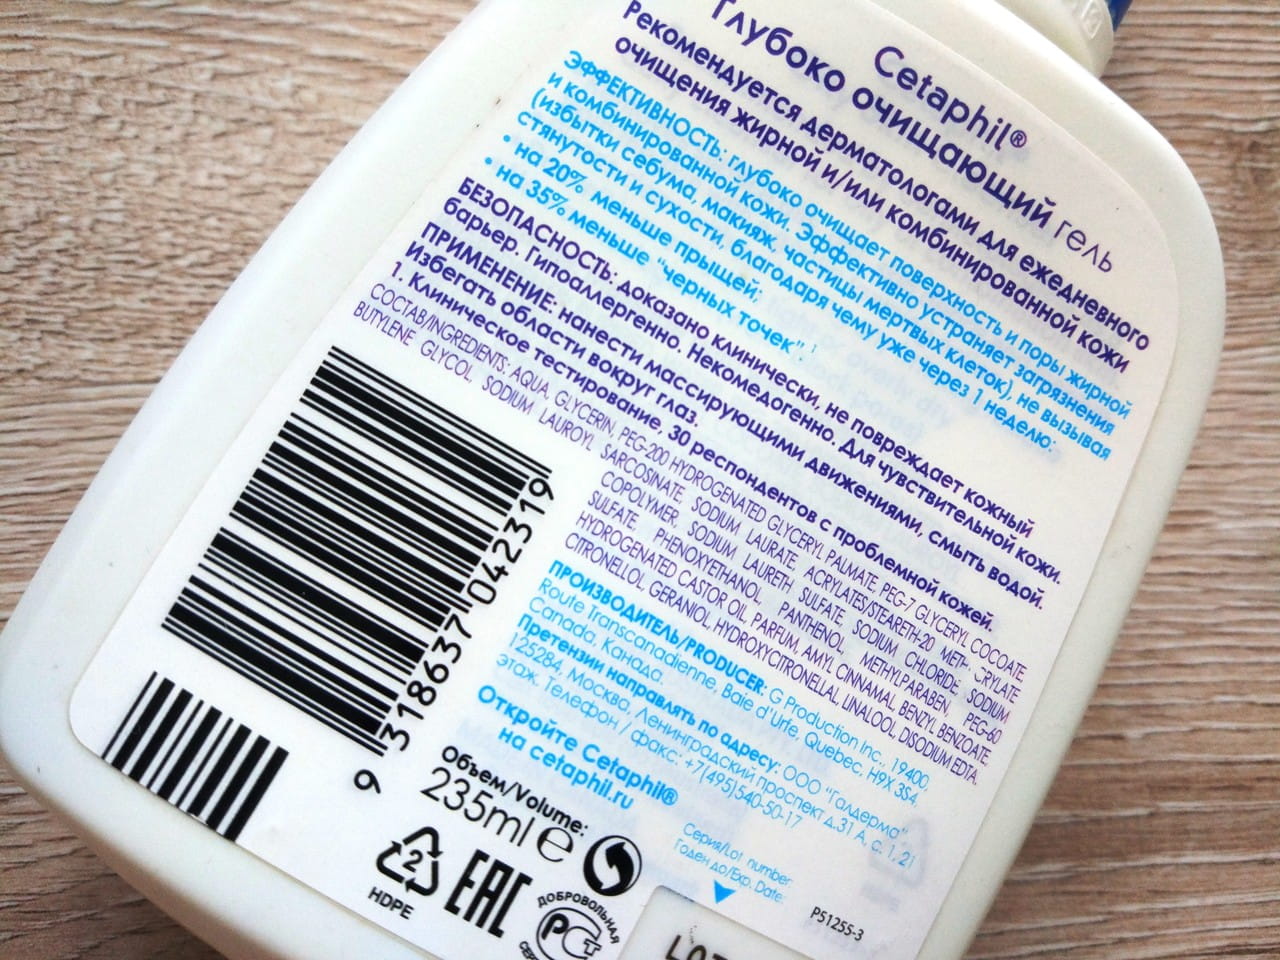 Cetaphil®
Глубоко очищающий гель
Рекомендуется дерматологами для ежедневного
очищения жирной и/или комбинированной кожи
ЭФФЕКТИВНОСТЬ: глубоко очищает поверхность и поры жирной
и комбинированной кожи. Эффективно устраняет загрязнения
(избытки себума, макияж, частицы мертвых клеток), не вызывая
стянутости и сухости, благодаря чему уже через 1 неделю:
• на 20% меньше прыщей;
• на 35% меньше "черных точек". 1
БЕЗОПАСНОСТЬ: доказано клинически, не повреждает кожный
барьер. Гипоаллергенно. Некомедогенно. Для чувствительной кожи.
ПРИМЕНЕНИЕ: нанести массирующими движениями, смыть водой.
Избегать области вокруг глаз.
1. Клиническое тестирование, 30 респондентов с проблемной кожей.
СОСТАВ/INGREDIENTS: AQUA, GLYCERIN, PEG-200 HYDROGENATED GLYCERYL PALMATE, PEG-7 GLYCERYL COCOATE,
BUTYLENE GLYCOL, SODIUM LAUROYL SARCOSINATE, SODIUM LAURATE, ACRYLATES/STEARETH-20
COPOLYMER, SODIUM LAURETH SULFATE, SODIUM CHLORIDE, SODIUM
SULFATE, PHENOXYETHANOL, PANTHENOL, METHYLPARABEN, PEG-60
HYDROGENATED CASTOR OIL, PARFUM, AMYL CINNAMAL, BENZYL BENZOATE,
CITRONELLOL, GERANIOL, HYDROXYCITRONELLAL, LINALOOL, DISODIUM EDTA.
ПРОИЗВОДИТЕЛЬ/PRODUCER: G Production Inc., 19400,
Route Transcanadienne, Baie d'Urfe, Quebec, H9X 3S4,
Canada, Канада.
Претензии направлять по адресу: ООО "Галдерма"
125284, Москва, Ленинградский проспект д.31 А, с. 1, 21
этаж. Телефон / факс: +7(495)540-50-17
Откройте Cetaphil®
на cetaphil.ru
9 318637 042319
Объем/Volume:
235ml e
2
HDPE
EAC
ДОБРОВОЛЬНАЯ
РСт
Серия/Lot number:
Годен до/Exp. Date:
P51255-3